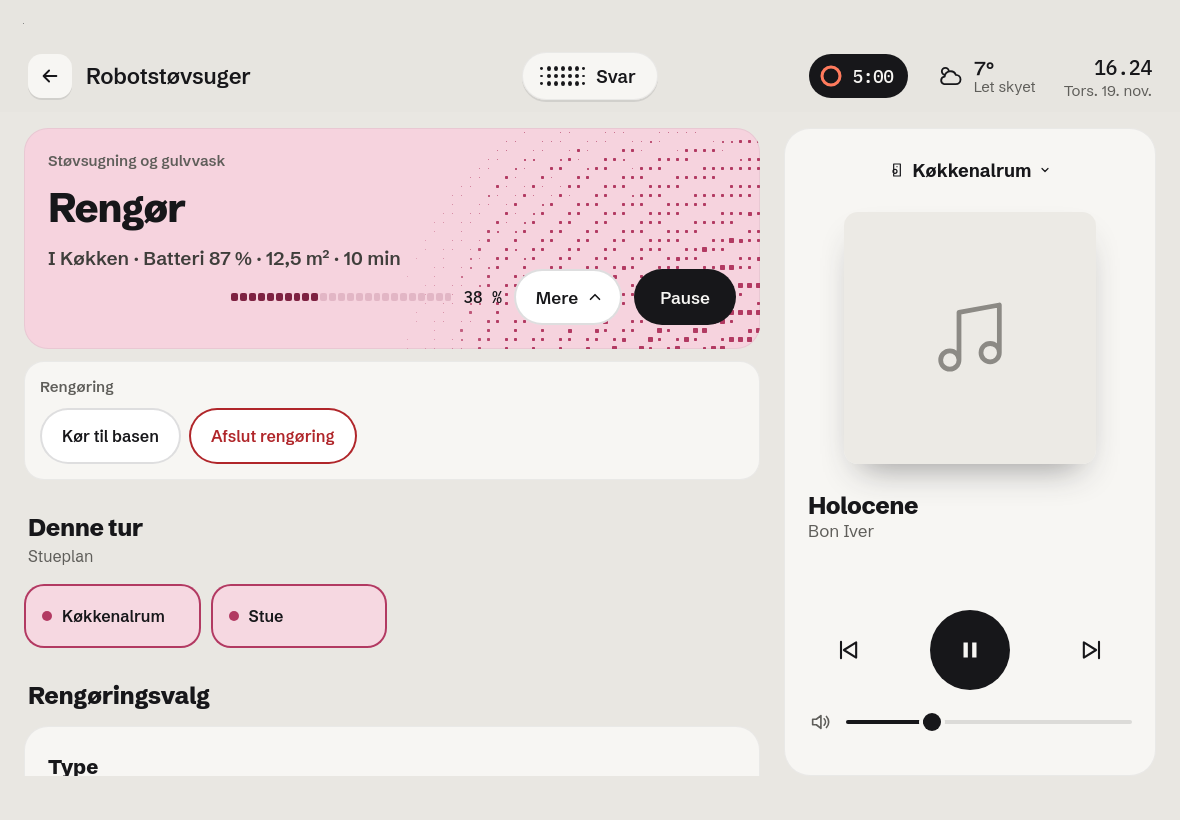 Robotstøvsuger
Svar
5:00
7°
Let skyet
16.24
Tors. 19. nov.
Støvsugning og gulvvask
Rengør
I Køkken · Batteri 87 % · 12,5 m² · 10 min
38 %
Mere
Pause
Rengøring
Kør til basen
Afslut rengøring
Denne tur
Stueplan
Køkkenalrum
Stue
Rengøringsvalg
Type
Køkkenalrum
Holocene
Bon Iver